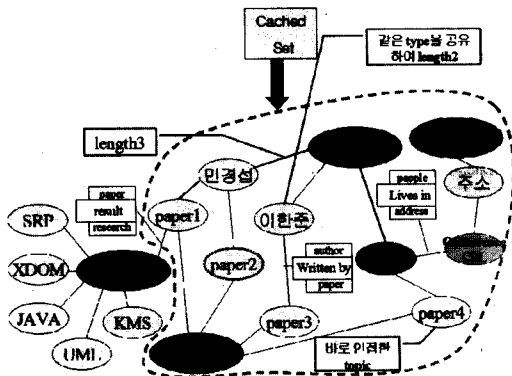 Cached
Set
같은 type을 공유
하여 length2
length3
민경섭
주소
people
Lives in
address
paper
result
research
paper1
이한준
SRP
author
Written by
paper
XDOM
paper2
JAVA
KMS
paper3
paper4
UML
바로 인접한
topic